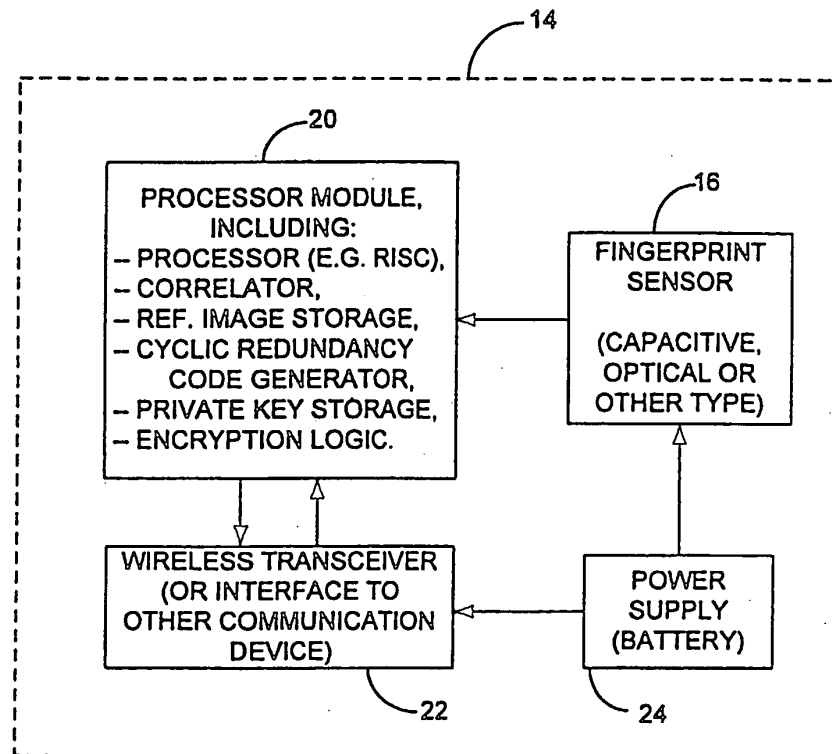 14
20
PROCESSOR MODULE,
INCLUDING:
– PROCESSOR (E.G. RISC),
– CORRELATOR,
– REF. IMAGE STORAGE,
– CYCLIC REDUNDANCY
CODE GENERATOR,
– PRIVATE KEY STORAGE,
– ENCRYPTION LOGIC.
16
FINGERPRINT
SENSOR
(CAPACITIVE,
OPTICAL OR
OTHER TYPE)
WIRELESS TRANSCEIVER
(OR INTERFACE TO
OTHER COMMUNICATION
DEVICE)
22
POWER
SUPPLY
(BATTERY)
24